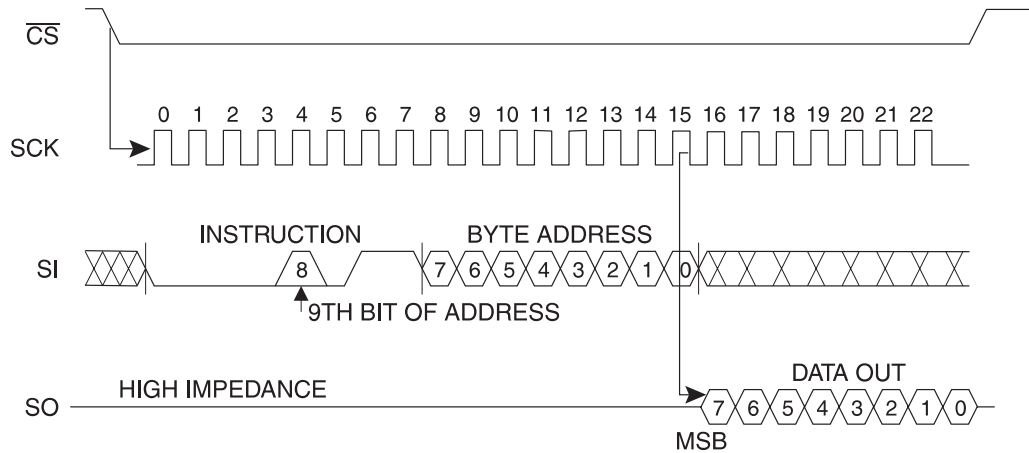 CS
0 1 2 3 4 5 6 7 8 9 10 11 12 13 14 15 16 17 18 19 20 21 22
SCK
INSTRUCTION BYTE ADDRESS
SI 8 7 6 5 4 3 2 1 0
9TH BIT OF ADDRESS
HIGH IMPEDANCE DATA OUT
SO 7 6 5 4 3 2 1 0
MSB